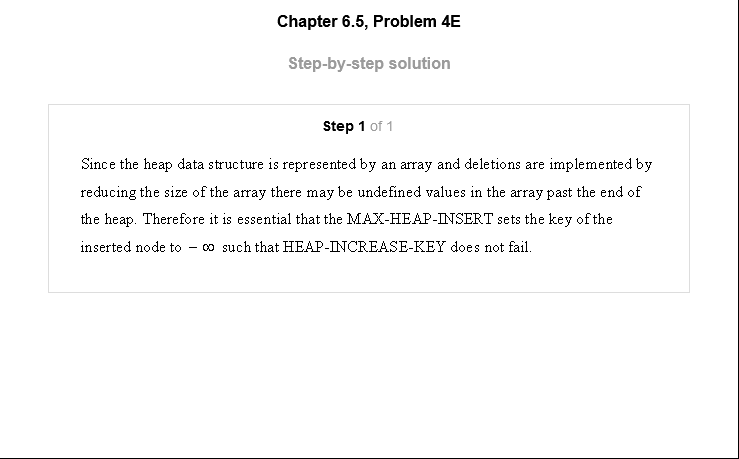 Chapter 6.5, Problem 4E
Step-by-step solution
Step 1 of 1
Since the heap data structure is represented by an array and deletions are implemented by
reducing the size of the array there may be undefined values in the array past the end of
the heap. Therefore it is essential that the MAX-HEAP-INSERT sets the key of the
inserted node to − ∞ such that HEAP-INCREASE-KEY does not fail.